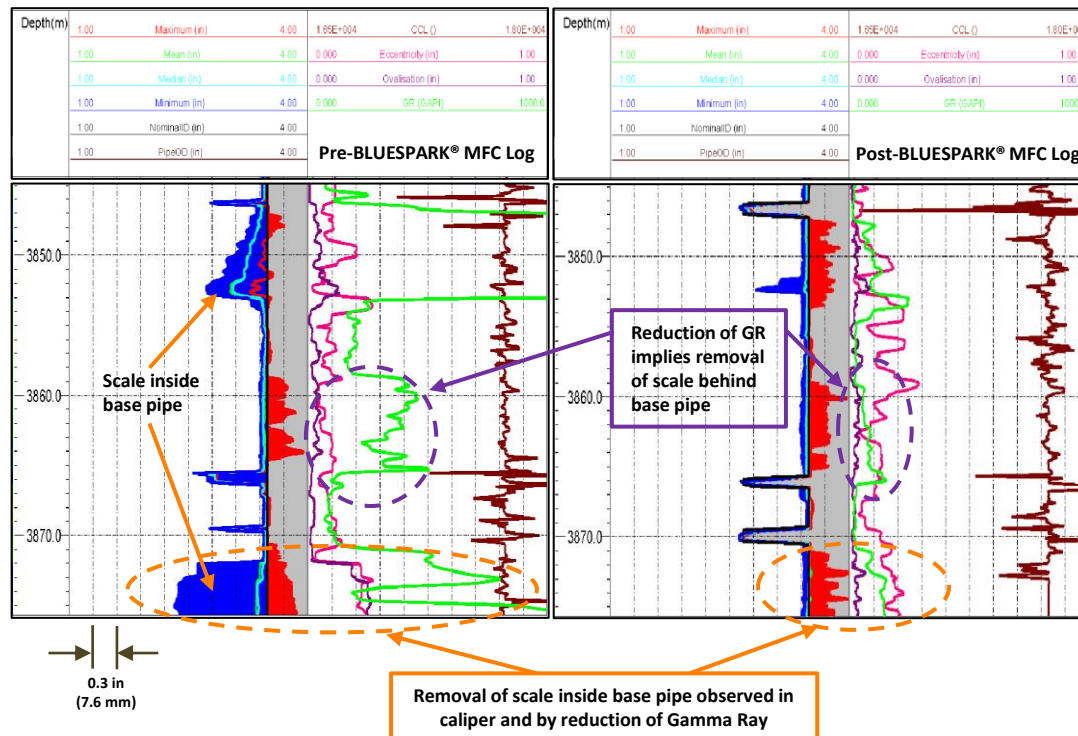 Depth(m)
1.00 Maximum (in) 4.00 1.65E+004 CCL () 1.80E+004
1.00 Mean (in) 4.00 0.000 Eccentricity (in) 1.00
1.00 Median (in) 4.00 0.000 Ovalisation (in) 1.00
1.00 Minimum (in) 4.00 0.000 GR (GAPI) 1000.0
1.00 NominalID (in) 4.00
1.00 PipeOD (in) 4.00
Pre-BLUESPARK® MFC Log
Depth(m)
1.00 Maximum (in) 4.00 1.65E+004 CCL () 1.80E+004
1.00 Mean (in) 4.00 0.000 Eccentricity (in) 1.00
1.00 Median (in) 4.00 0.000 Ovalisation (in) 1.00
1.00 Minimum (in) 4.00 0.000 GR (GAPI) 1000
1.00 NominalID (in) 4.00
1.00 PipeOD (in) 4.00
Post-BLUESPARK® MFC Log
3850.0
3860.0
3870.0
Scale inside
base pipe
Reduction of GR
implies removal
of scale behind
base pipe
3850.0
3860.0
3870.0
0.3 in
(7.6 mm)
Removal of scale inside base pipe observed in
caliper and by reduction of Gamma Ray